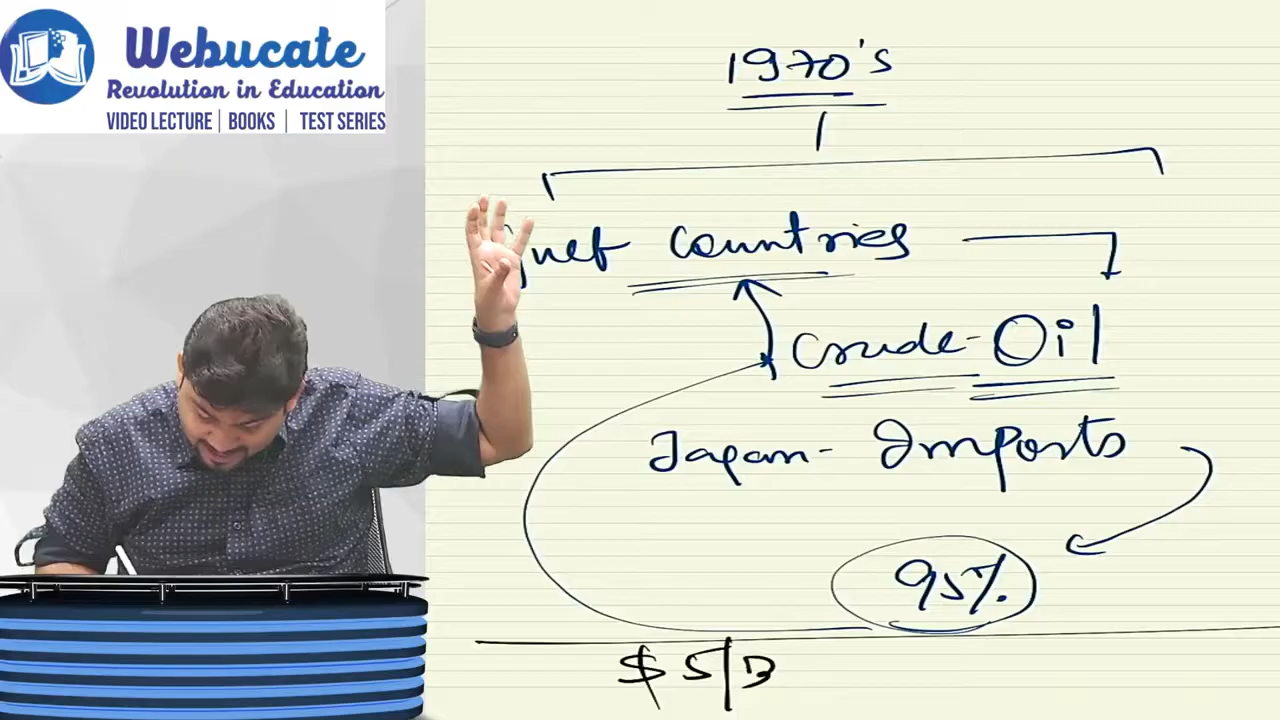 Webucate
Revolution in Education
VIDEO LECTURE | BOOKS | TEST SERIES
1970's
countries
Crude-Oil
Japan- Imports
95%
$ 5/B